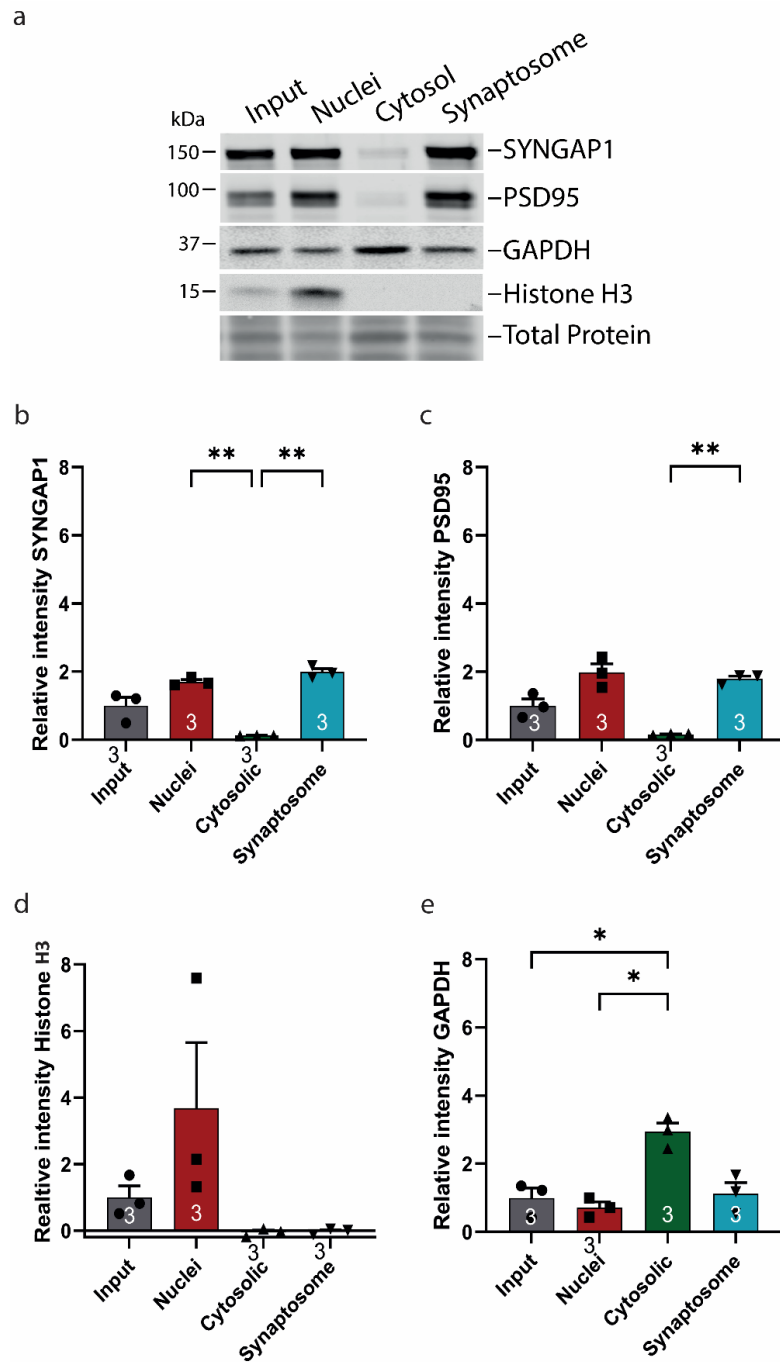 a
Input
Nuclei
Cytosol
Synaptosome
kDa
150
SYNGAP1
100
PSD95
37
GAPDH
15
Histone H3
Total Protein
b
Relative intensity SYNGAP1
8
6
4
2
0
**
**
3
3
3
3
Input
Nuclei
Cytosolic
Synaptosome
c
Relative intensity PSD95
8
6
4
2
0
**
3
3
3
3
Input
Nuclei
Cytosolic
Synaptosome
d
Realtive intensity Histone H3
8
6
4
2
0
3
3
3
3
Input
Nuclei
Cytosolic
Synaptosome
e
Relative intensity GAPDH
8
6
4
2
0
*
*
3
3
3
3
Input
Nuclei
Cytosolic
Synaptosome